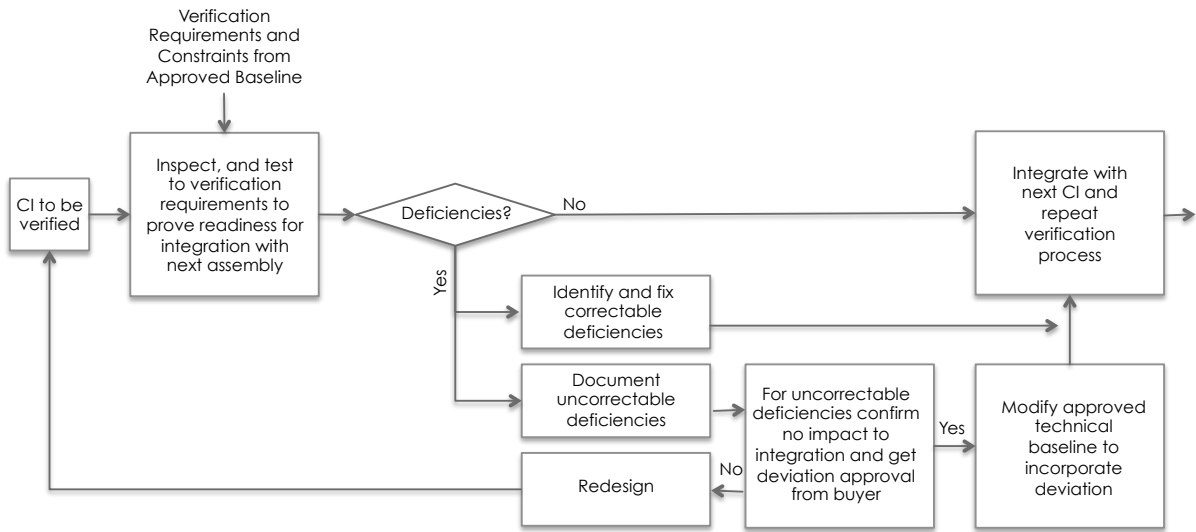 Verification
Requirements and
Constraints from
Approved Baseline
CI to be
verified
Inspect, and test
to verification
requirements to
prove readiness for
integration with
next assembly
Deficiencies?
No
Yes
Integrate with
next CI and
repeat
verification
process
Identify and fix
correctable
deficiencies
Document
uncorrectable
deficiencies
For uncorrectable
deficiencies confirm
no impact to
integration and get
deviation approval
from buyer
Yes
No
Modify approved
technical
baseline to
incorporate
deviation
Redesign